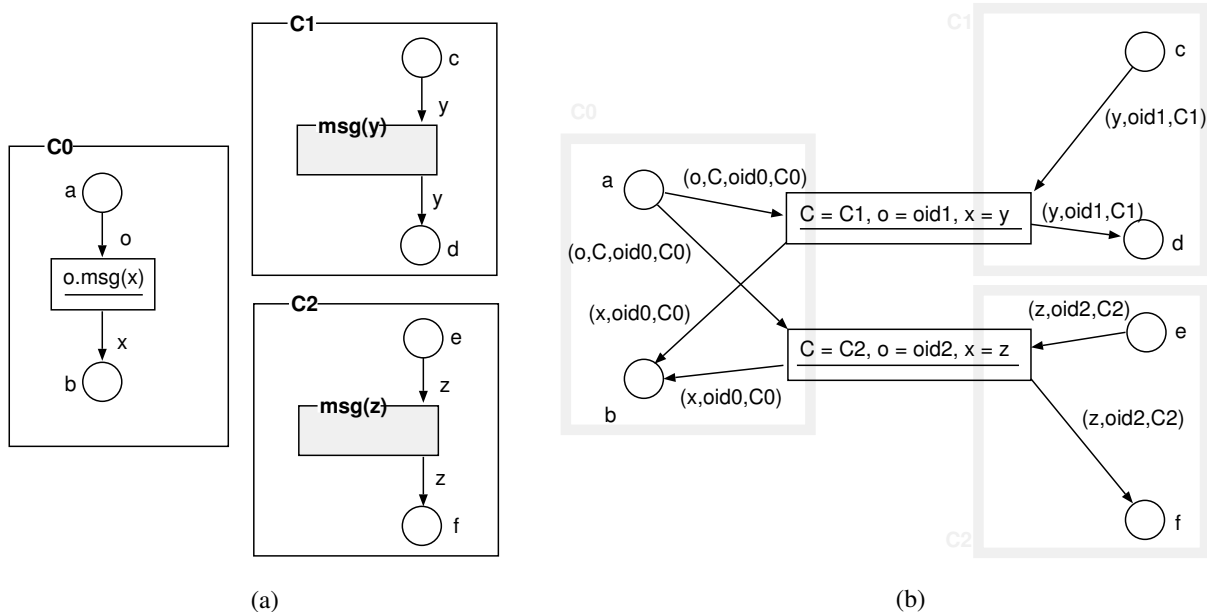 C0
a
o
o.msg(x)
x
b
C1
c
y
msg(y)
y
d
C2
e
z
msg(z)
z
f
(a)
C0
a
(o,C,oid0,C0)
(o,C,oid0,C0)
(x,oid0,C0)
b
(x,oid0,C0)
C = C1, o = oid1, x = y
C = C2, o = oid2, x = z
C1
c
(y,oid1,C1)
(y,oid1,C1)
d
(z,oid2,C2)
e
(z,oid2,C2)
f
C2
(b)